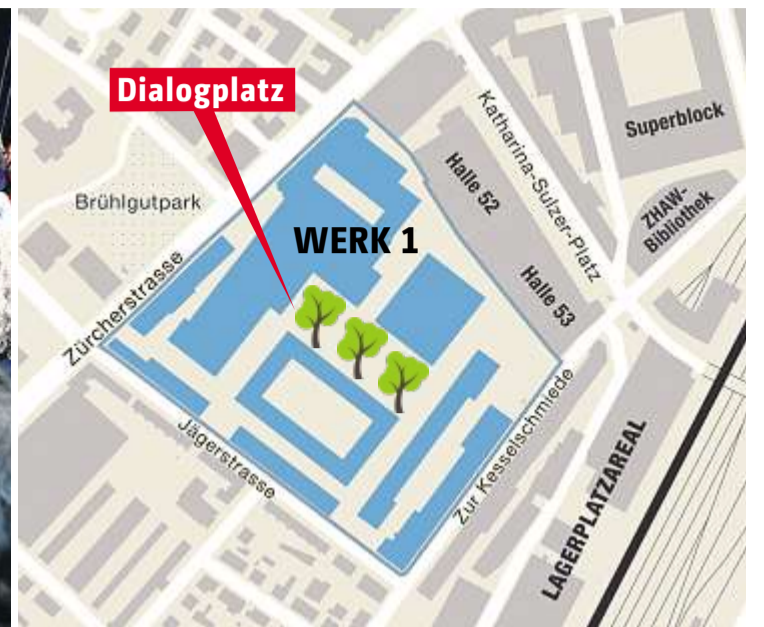 Dialogplatz
Katharina-Sulzer-Platz
Superblock
Halle 52
Brühlgutpark
ZHAW-
Bibliothek
WERK 1
Zürcherstrasse
Halle 53
Jägerstrasse
Zur Kesselschmiede
LAGERPLATZAREAL